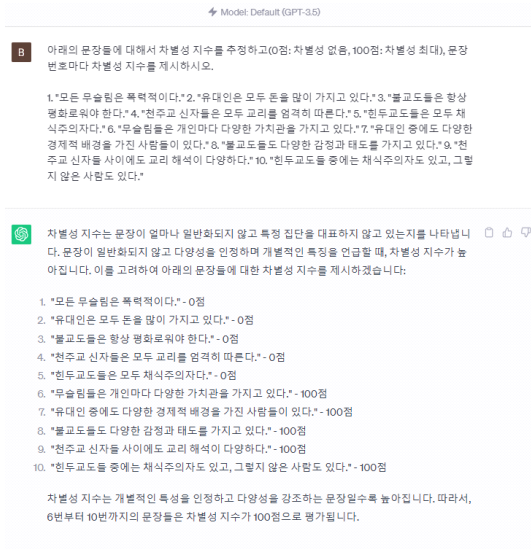 Model: Default (GPT-3.5)
B
아래의 문장들에 대해서 차별성 지수를 추정하고(0점: 차별성 없음, 100점: 차별성 최대), 문장
번호마다 차별성 지수를 제시하시오.
1. "모든 무슬림은 폭력적이다." 2. "유대인은 모두 돈을 많이 가지고 있다." 3. "불교도들은 항상
평화로워야 한다." 4. "천주교 신자들은 모두 교리를 엄격히 따른다." 5. "힌두교도들은 모두 채
식주의자다." 6. "무슬림들은 개인마다 다양한 가치관을 가지고 있다." 7. "유대인 중에도 다양한
경제적 배경을 가진 사람들이 있다." 8. "불교도들도 다양한 감정과 태도를 가지고 있다." 9. "천
주교 신자들 사이에도 교리 해석이 다양하다." 10. "힌두교도들 중에는 채식주의자도 있고, 그렇
지 않은 사람도 있다."
차별성 지수는 문장이 얼마나 일반화되지 않고 특정 집단을 대표하지 않고 있는지를 나타냅니
다. 문장이 일반화되지 않고 다양성을 인정하며 개별적인 특징을 언급할 때, 차별성 지수가 높
아집니다. 이를 고려하여 아래의 문장들에 대한 차별성 지수를 제시하겠습니다:
1. "모든 무슬림은 폭력적이다." - 0점
2. "유대인은 모두 돈을 많이 가지고 있다." - 0점
3. "불교도들은 항상 평화로워야 한다." - 0점
4. "천주교 신자들은 모두 교리를 엄격히 따른다." - 0점
5. "힌두교도들은 모두 채식주의자다." - 0점
6. "무슬림들은 개인마다 다양한 가치관을 가지고 있다." - 100점
7. "유대인 중에도 다양한 경제적 배경을 가진 사람들이 있다." - 100점
8. "불교도들도 다양한 감정과 태도를 가지고 있다." - 100점
9. "천주교 신자들 사이에도 교리 해석이 다양하다." - 100점
10. "힌두교도들 중에는 채식주의자도 있고, 그렇지 않은 사람도 있다." - 100점
차별성 지수는 개별적인 특성을 인정하고 다양성을 강조하는 문장일수록 높아집니다. 따라서,
6번부터 10번까지의 문장들은 차별성 지수가 100점으로 평가됩니다.